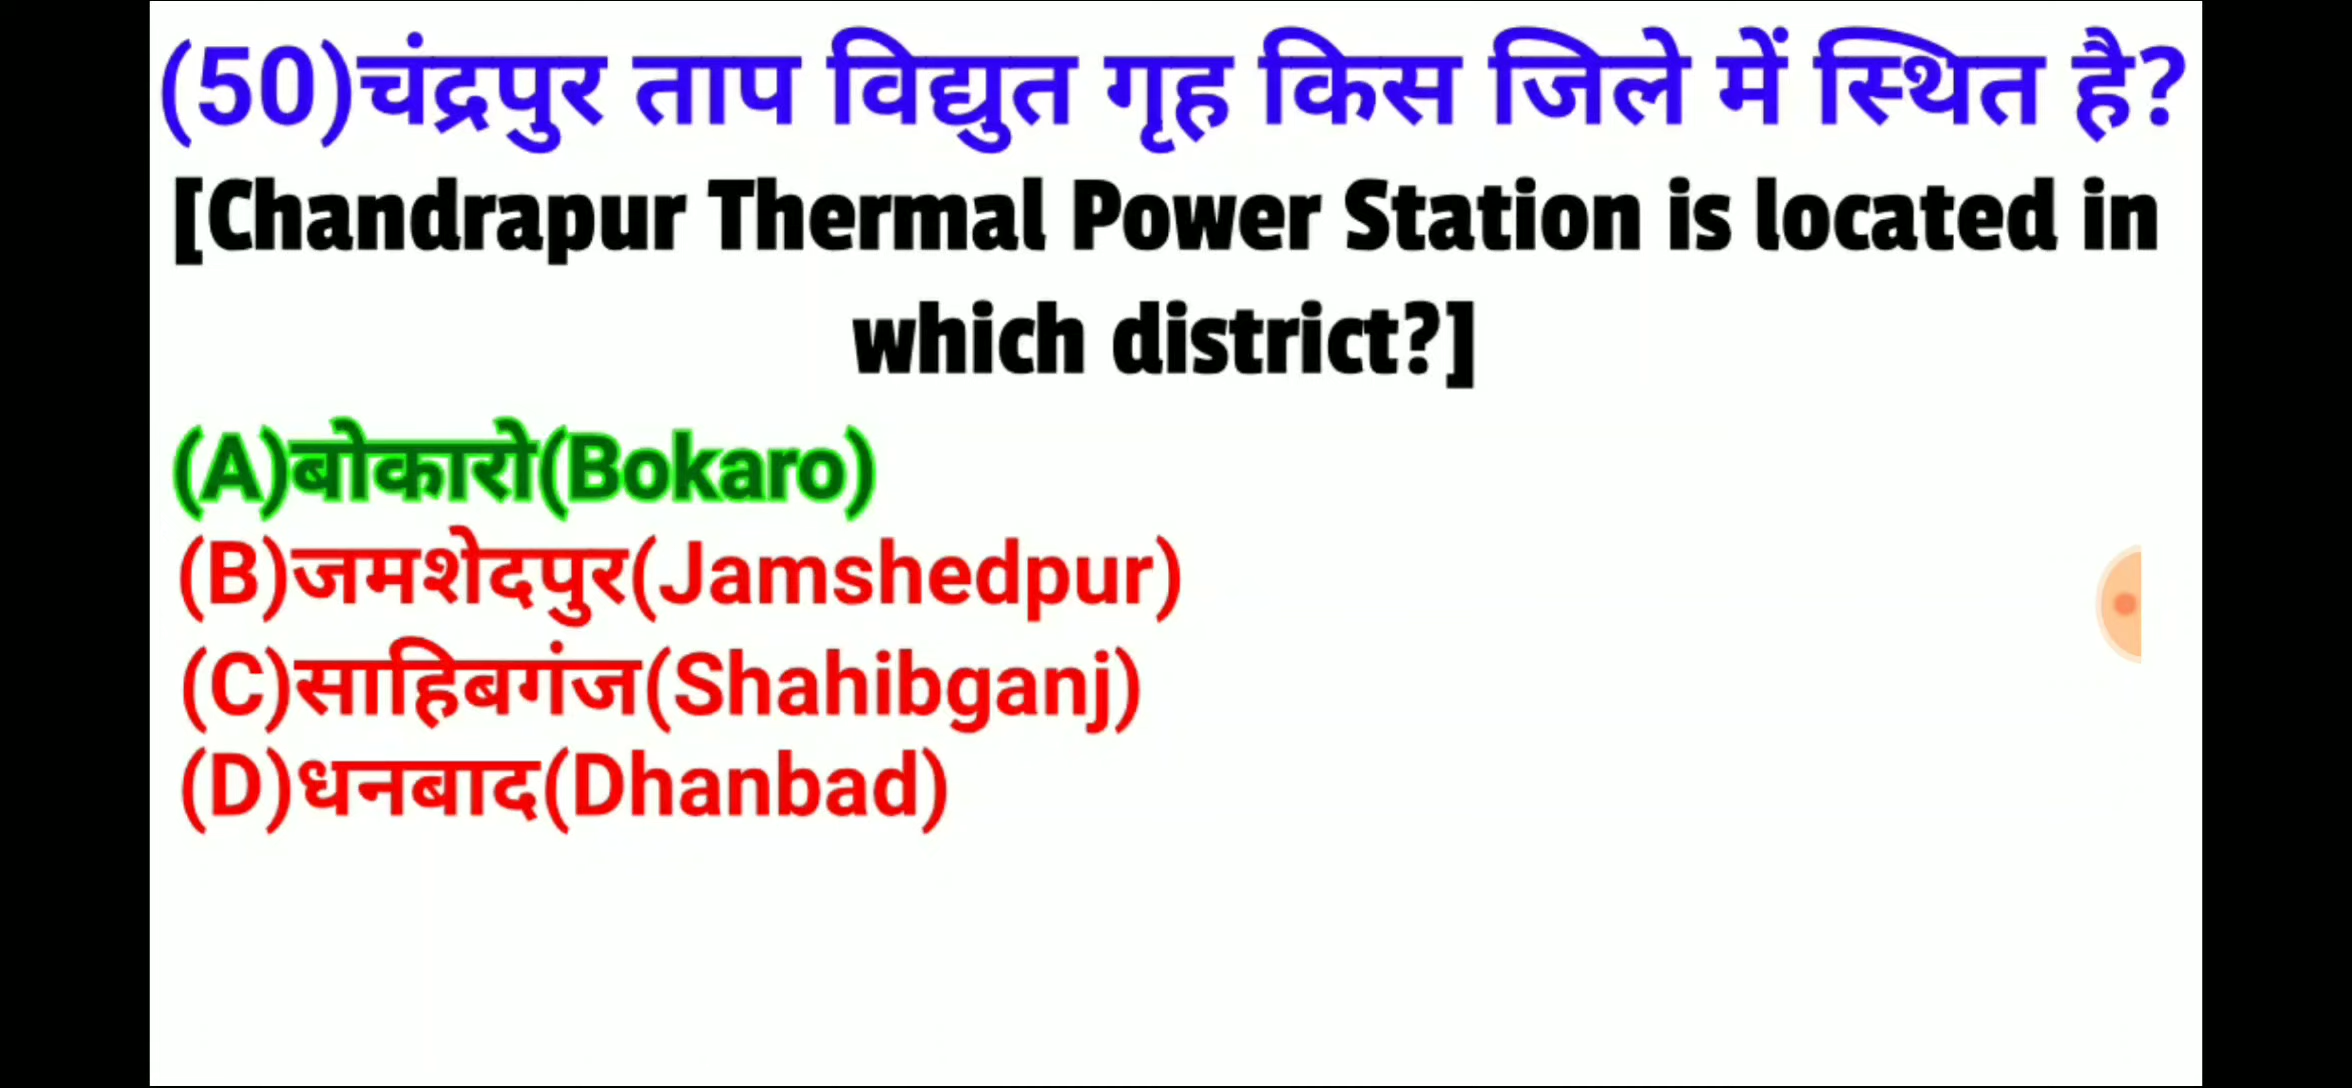 (50)चंद्रपुर ताप विद्युत गृह किस जिले में स्थित है?
[Chandrapur Thermal Power Station is located in
which district?]
(A)बोकारो(Bokaro)
(B)जमशेदपुर(Jamshedpur)
(C)साहिबगंज(Shahibganj)
(D)धनबाद(Dhanbad)